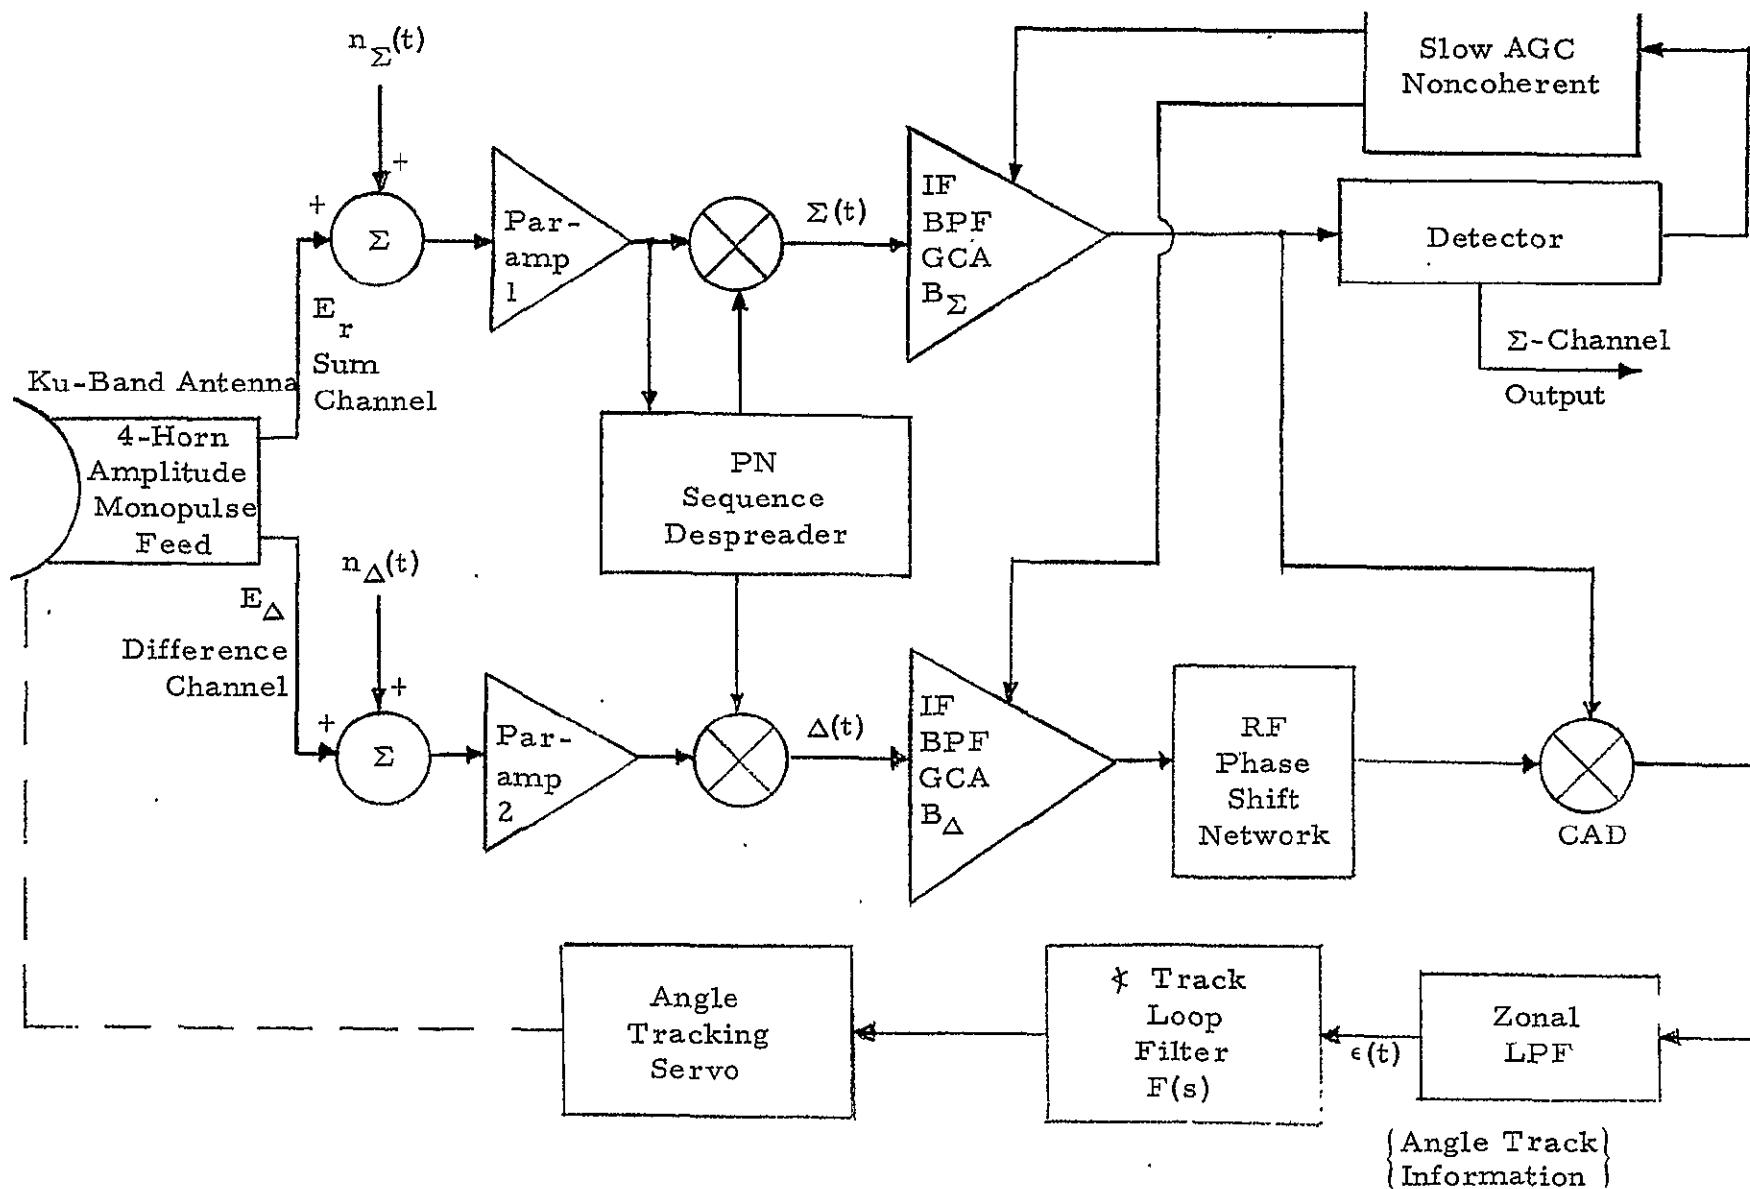 n_Σ(t)
+
+
Σ
Par-
amp
1
Σ(t)
IF
BPF
GCA
B_Σ
Slow AGC
Noncoherent
Detector
Σ-Channel
Output
E_r
Sum
Channel
Ku-Band Antenna
4-Horn
Amplitude
Monopulse
Feed
PN
Sequence
Despreader
E_Δ
Difference
Channel
n_Δ(t)
+
+
Σ
Par-
amp
2
Δ(t)
IF
BPF
GCA
B_Δ
RF
Phase
Shift
Network
CAD
Angle
Tracking
Servo
∢ Track
Loop
Filter
F(s)
ϵ(t)
Zonal
LPF
{Angle Track}
{Information}